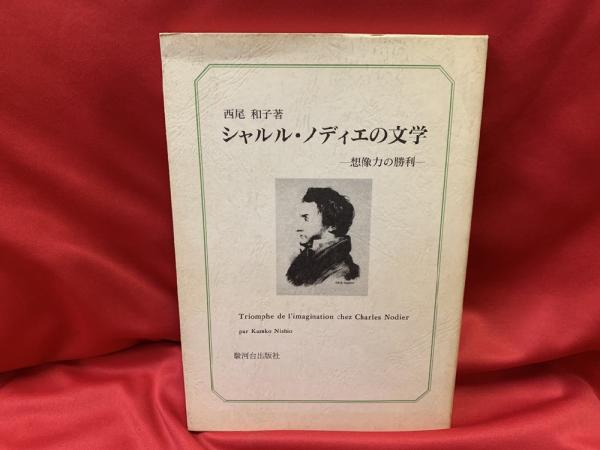 西尾 和子著
シャルル・ノディエの文学
―想像力の勝利―
Triomphe de l'imagination chez Charles Nodier
par Kazuko Nishio
駿河台出版社